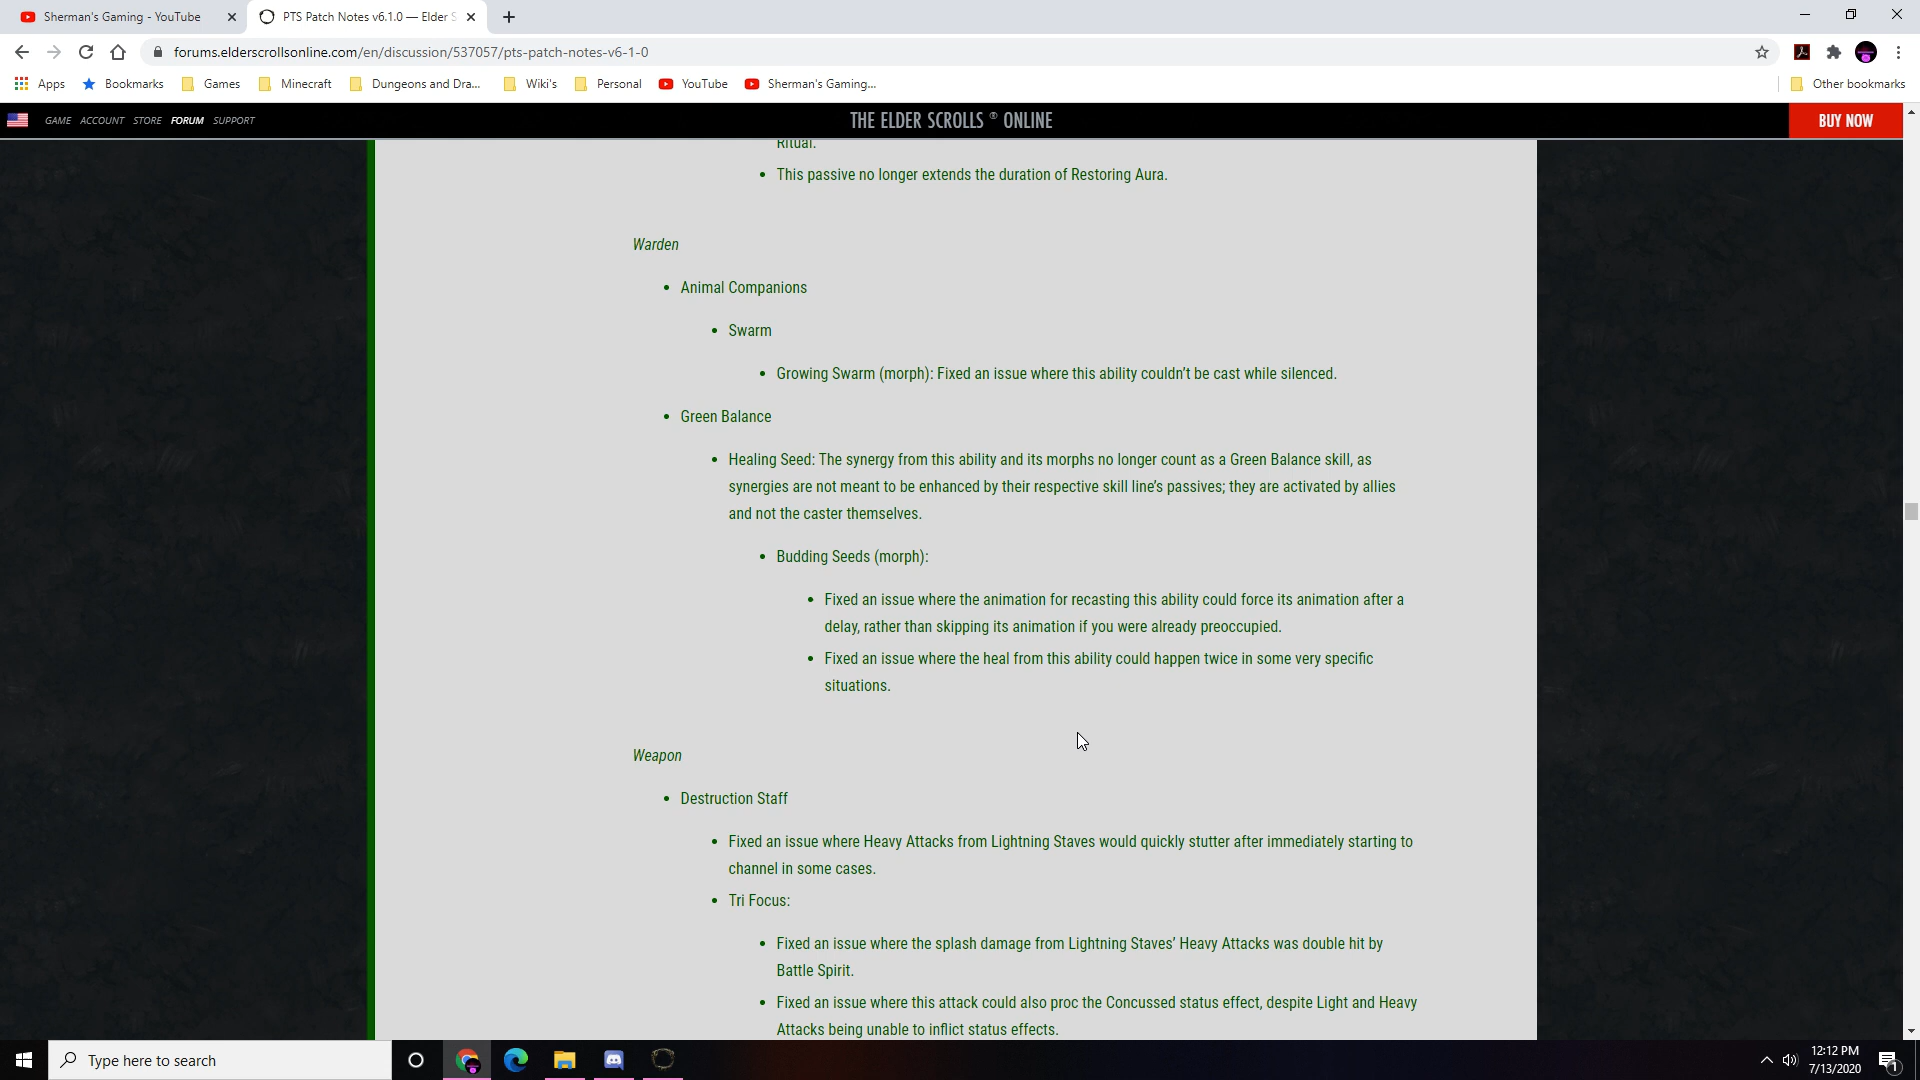 Sherman's Gaming - YouTube
PTS Patch Notes v6.1.0 — Elder S
forums.elderscrollsonline.com/en/discussion/537057/pts-patch-notes-v6-1-0
Apps Bookmarks Games Minecraft Dungeons and Dra... Wiki's Personal YouTube Sherman's Gaming... Other bookmarks
GAME ACCOUNT STORE FORUM SUPPORT THE ELDER SCROLLS ® ONLINE BUY NOW
Ritual.
• This passive no longer extends the duration of Restoring Aura.
Warden
• Animal Companions
• Swarm
• Growing Swarm (morph): Fixed an issue where this ability couldn't be cast while silenced.
• Green Balance
• Healing Seed: The synergy from this ability and its morphs no longer count as a Green Balance skill, as
synergies are not meant to be enhanced by their respective skill line's passives; they are activated by allies
and not the caster themselves.
• Budding Seeds (morph):
• Fixed an issue where the animation for recasting this ability could force its animation after a
delay, rather than skipping its animation if you were already preoccupied.
• Fixed an issue where the heal from this ability could happen twice in some very specific
situations.
Weapon
• Destruction Staff
• Fixed an issue where Heavy Attacks from Lightning Staves would quickly stutter after immediately starting to
channel in some cases.
• Tri Focus:
• Fixed an issue where the splash damage from Lightning Staves' Heavy Attacks was double hit by
Battle Spirit.
• Fixed an issue where this attack could also proc the Concussed status effect, despite Light and Heavy
Attacks being unable to inflict status effects.
Type here to search
12:12 PM
7/13/2020
1